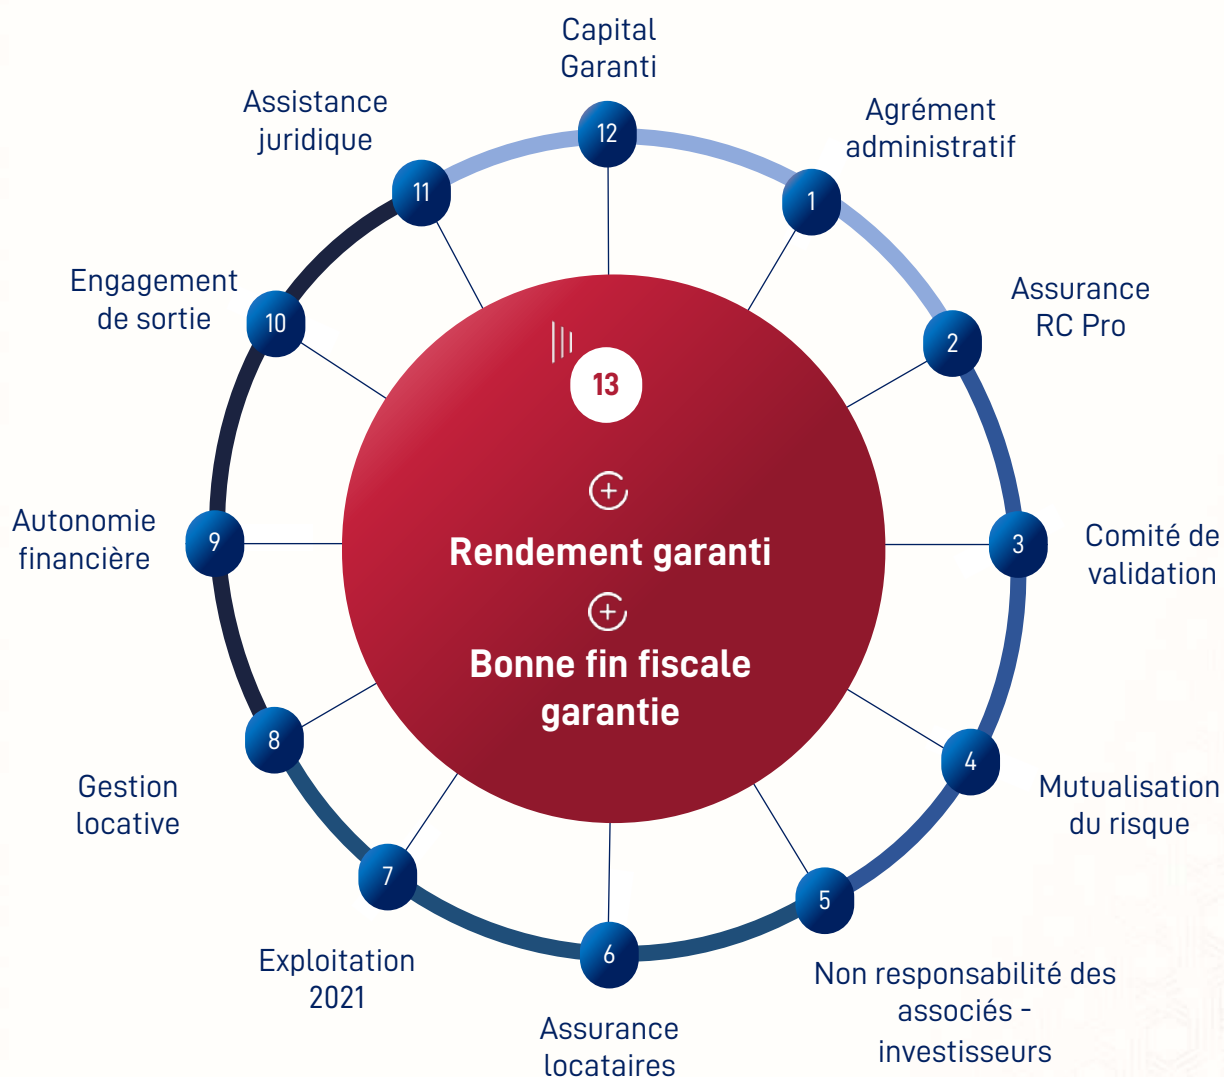 Capital
Garanti
12
Agrément
administratif
1
Assurance
RC Pro
2
Comité de
validation
3
Mutualisation
du risque
4
Non responsabilité des
associés -
investisseurs
5
Assurance
locataires
6
Exploitation
2021
7
Gestion
locative
8
Autonomie
financière
9
Engagement
de sortie
10
Assistance
juridique
11
13
Rendement garanti
Bonne fin fiscale
garantie